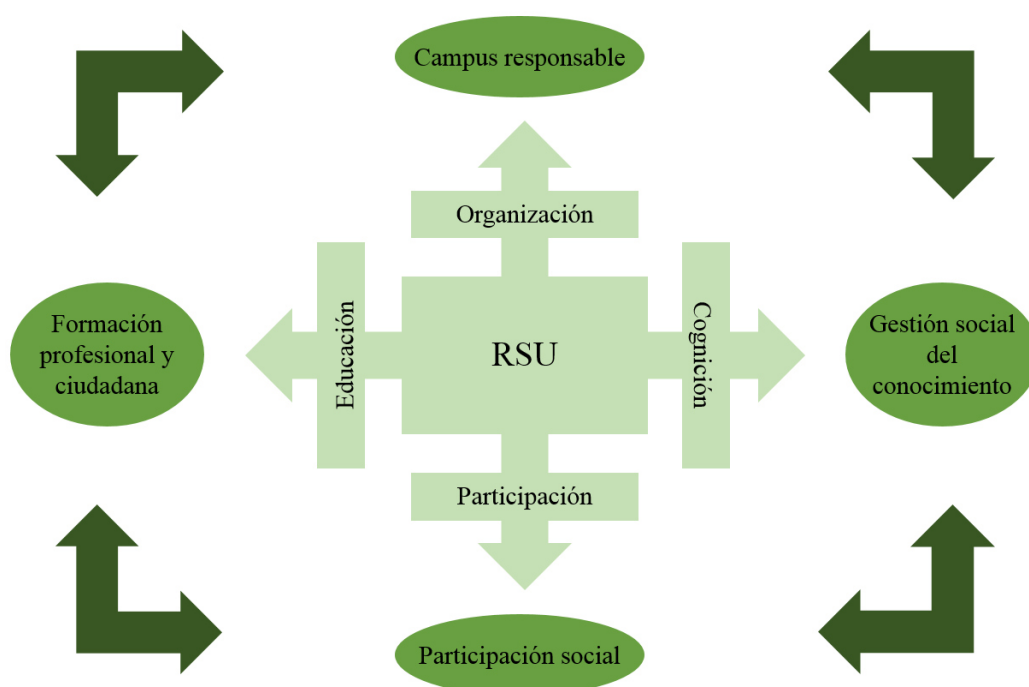 Campus responsable
Organización
Formación
profesional y
ciudadana
Educación
RSU
Cognición
Gestión social
del
conocimiento
Participación
Participación social